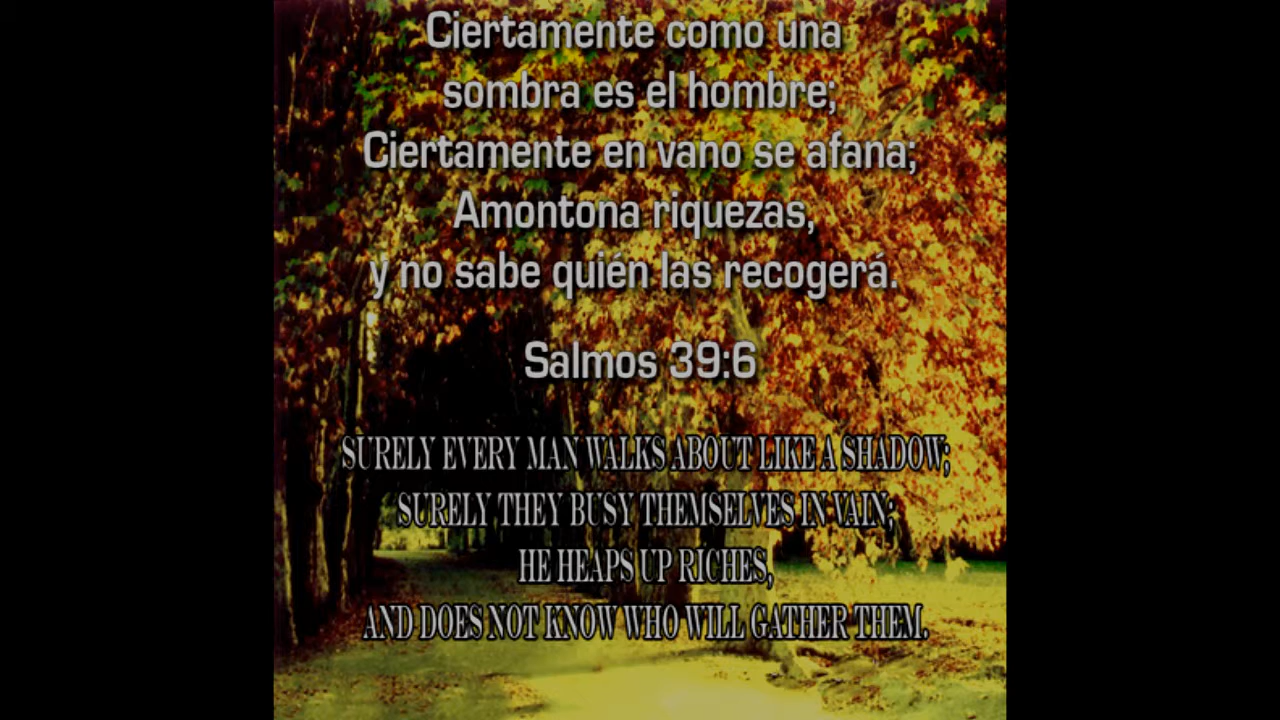 Ciertamente como una
sombra es el hombre;
Ciertamente en vano se afana;
Amontona riquezas,
y no sabe quién las recogerá.
Salmos 39:6
SURELY EVERY MAN WALKS ABOUT LIKE A SHADOW;
SURELY THEY BUSY THEMSELVES IN VAIN;
HE HEAPS UP RICHES,
AND DOES NOT KNOW WHO WILL GATHER THEM.